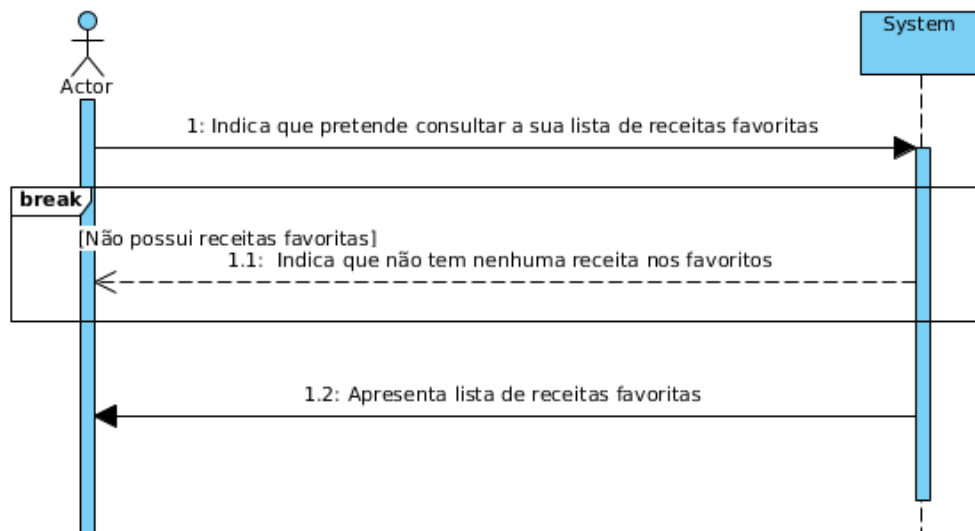 System
Actor
1: Indica que pretende consultar a sua lista de receitas favoritas
break
[Não possui receitas favoritas]
1.1: Indica que não tem nenhuma receita nos favoritos
1.2: Apresenta lista de receitas favoritas